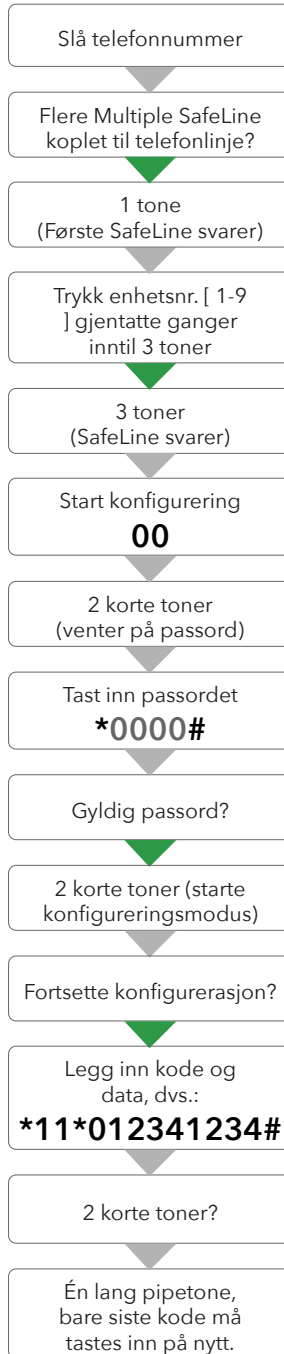 Slå telefonnummer
Flere Multiple SafeLine
koplet til telefonlinje?
1 tone
(Første SafeLine svarer)
Trykk enhetsnr. [ 1-9
] gjentatte ganger
inntil 3 toner
3 toner
(SafeLine svarer)
Start konfigurering
00
2 korte toner
(venter på passord)
Tast inn passordet
*0000#
Gyldig passord?
2 korte toner (starte
konfigureringsmodus)
Fortsette konfigurerasjon?
Legg inn kode og
data, dvs.:
*11*012341234#
2 korte toner?
Én lang pipetone,
bare siste kode må
tastes inn på nytt.